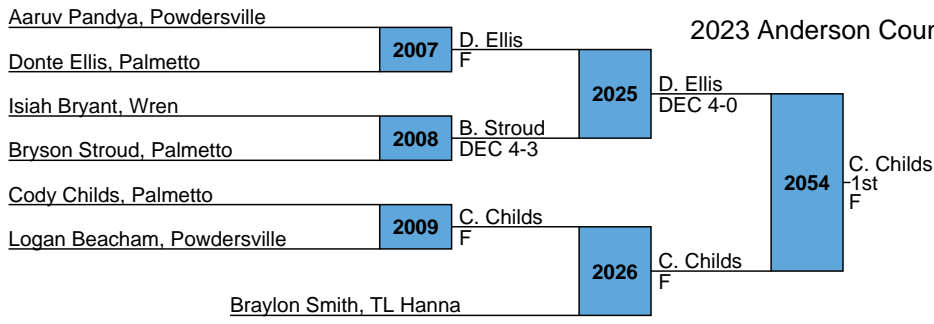 Aaruv Pandya, Powdersville
2023 Anderson Cour
2007
D. Ellis
F
Donte Ellis, Palmetto
2025
D. Ellis
DEC 4-0
Isiah Bryant, Wren
2008
B. Stroud
DEC 4-3
Bryson Stroud, Palmetto
2054
C. Childs
1st
F
Cody Childs, Palmetto
2009
C. Childs
F
Logan Beacham, Powdersville
2026
C. Childs
F
Braylon Smith, TL Hanna